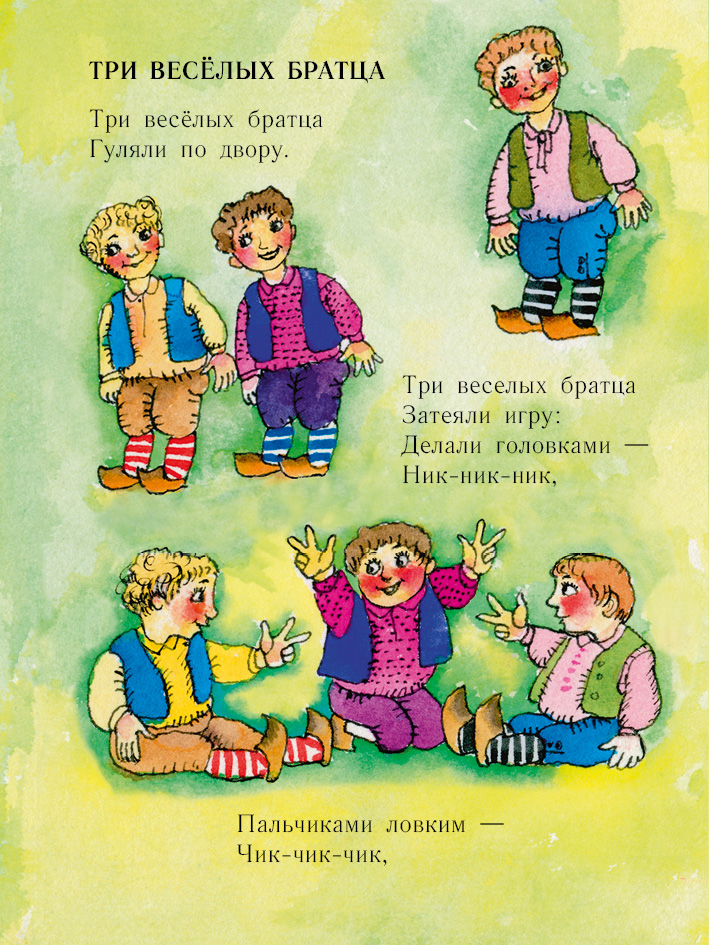 ТРИ ВЕСЁЛЫХ БРАТЦА
Три весёлых братца
Гуляли по двору.
Три веселых братца
Затеяли игру:
Делали головками —
Ник-ник-ник,
Пальчиками ловким —
Чик-чик-чик,